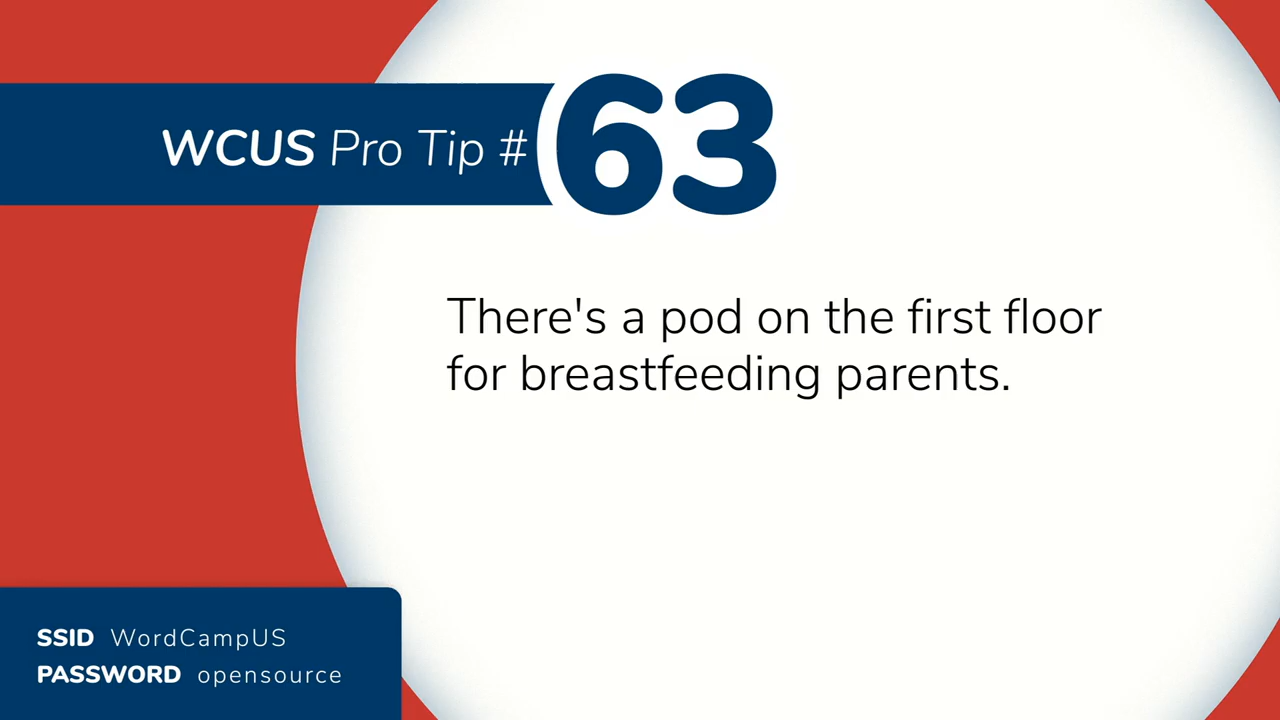 WCUS Pro Tip #63
There's a pod on the first floor
for breastfeeding parents.
SSID WordCampUS
PASSWORD opensource